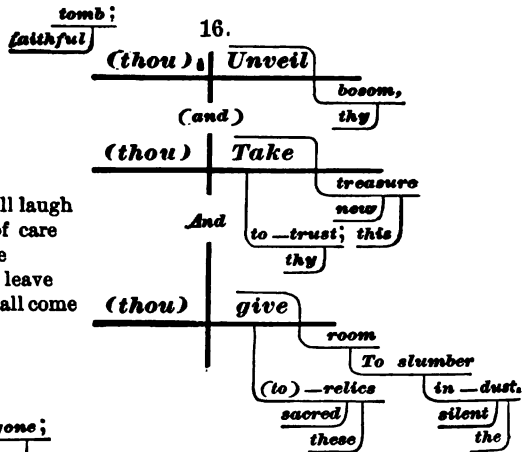 tomb;
faithful
16.
(thou) Unveil
bosom,
thy
(and)
(thou) Take
treasure
new
to—trust; this
thy
ll laugh
of care
e
leave
all come
And
(thou) give
room
To slumber
(to)—relics in—dust.
sacred silent
these the
one;